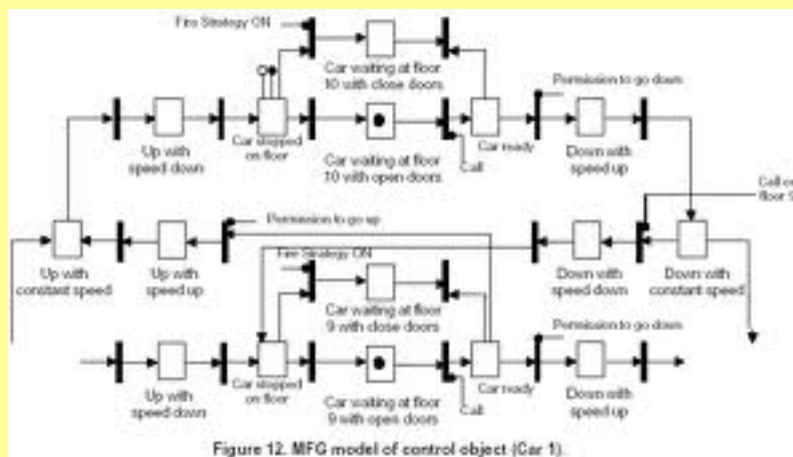 Fire Strategy ON
Car waiting at floor
10 with close doors
Permission to go down
Up with
speed down
Car stopped
on floor
Car waiting at floor
10 with open doors
Call
Car ready
Down with
speed up
Call on
floor 9
Permission to go up
Up with
constant speed
Up with
speed up
Fire Strategy ON
Down with
speed down
Down with
constant speed
Car waiting at floor
9 with close doors
Permission to go down
Up with
speed down
Car stopped
on floor
Car waiting at floor
9 with open doors
Call
Car ready
Down with
speed up
Figure 12. MFG model of control object (Car 1).